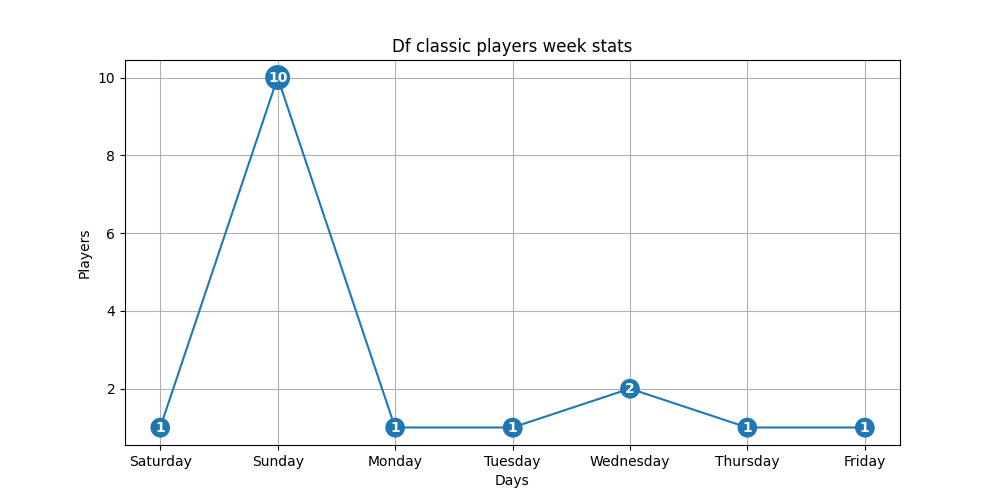 Df classic players week stats
10
10
8
6
Players
4
2
2
1
1
1
1
1
Saturday
Sunday
Monday
Tuesday
Wednesday
Thursday
Friday
Days